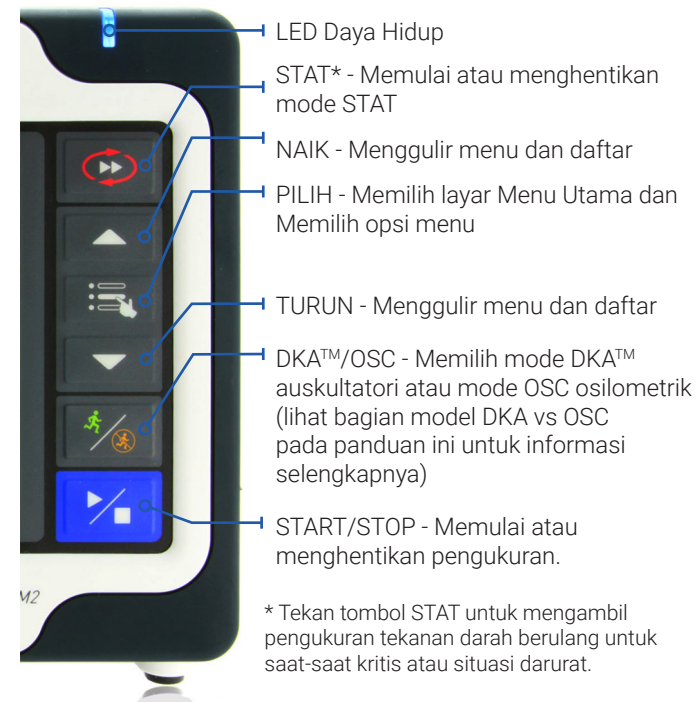 LED Daya Hidup
STAT* - Memulai atau menghentikan
mode STAT
NAIK - Menggulir menu dan daftar
PILIH - Memilih layar Menu Utama dan
Memilih opsi menu
TURUN - Menggulir menu dan daftar
DKA™/OSC - Memilih mode DKA™
auskultatori atau mode OSC osilometrik
(lihat bagian model DKA vs OSC
pada panduan ini untuk informasi
selengkapnya)
START/STOP - Memulai atau
menghentikan pengukuran.
M2
* Tekan tombol STAT untuk mengambil
pengukuran tekanan darah berulang untuk
saat-saat kritis atau situasi darurat.